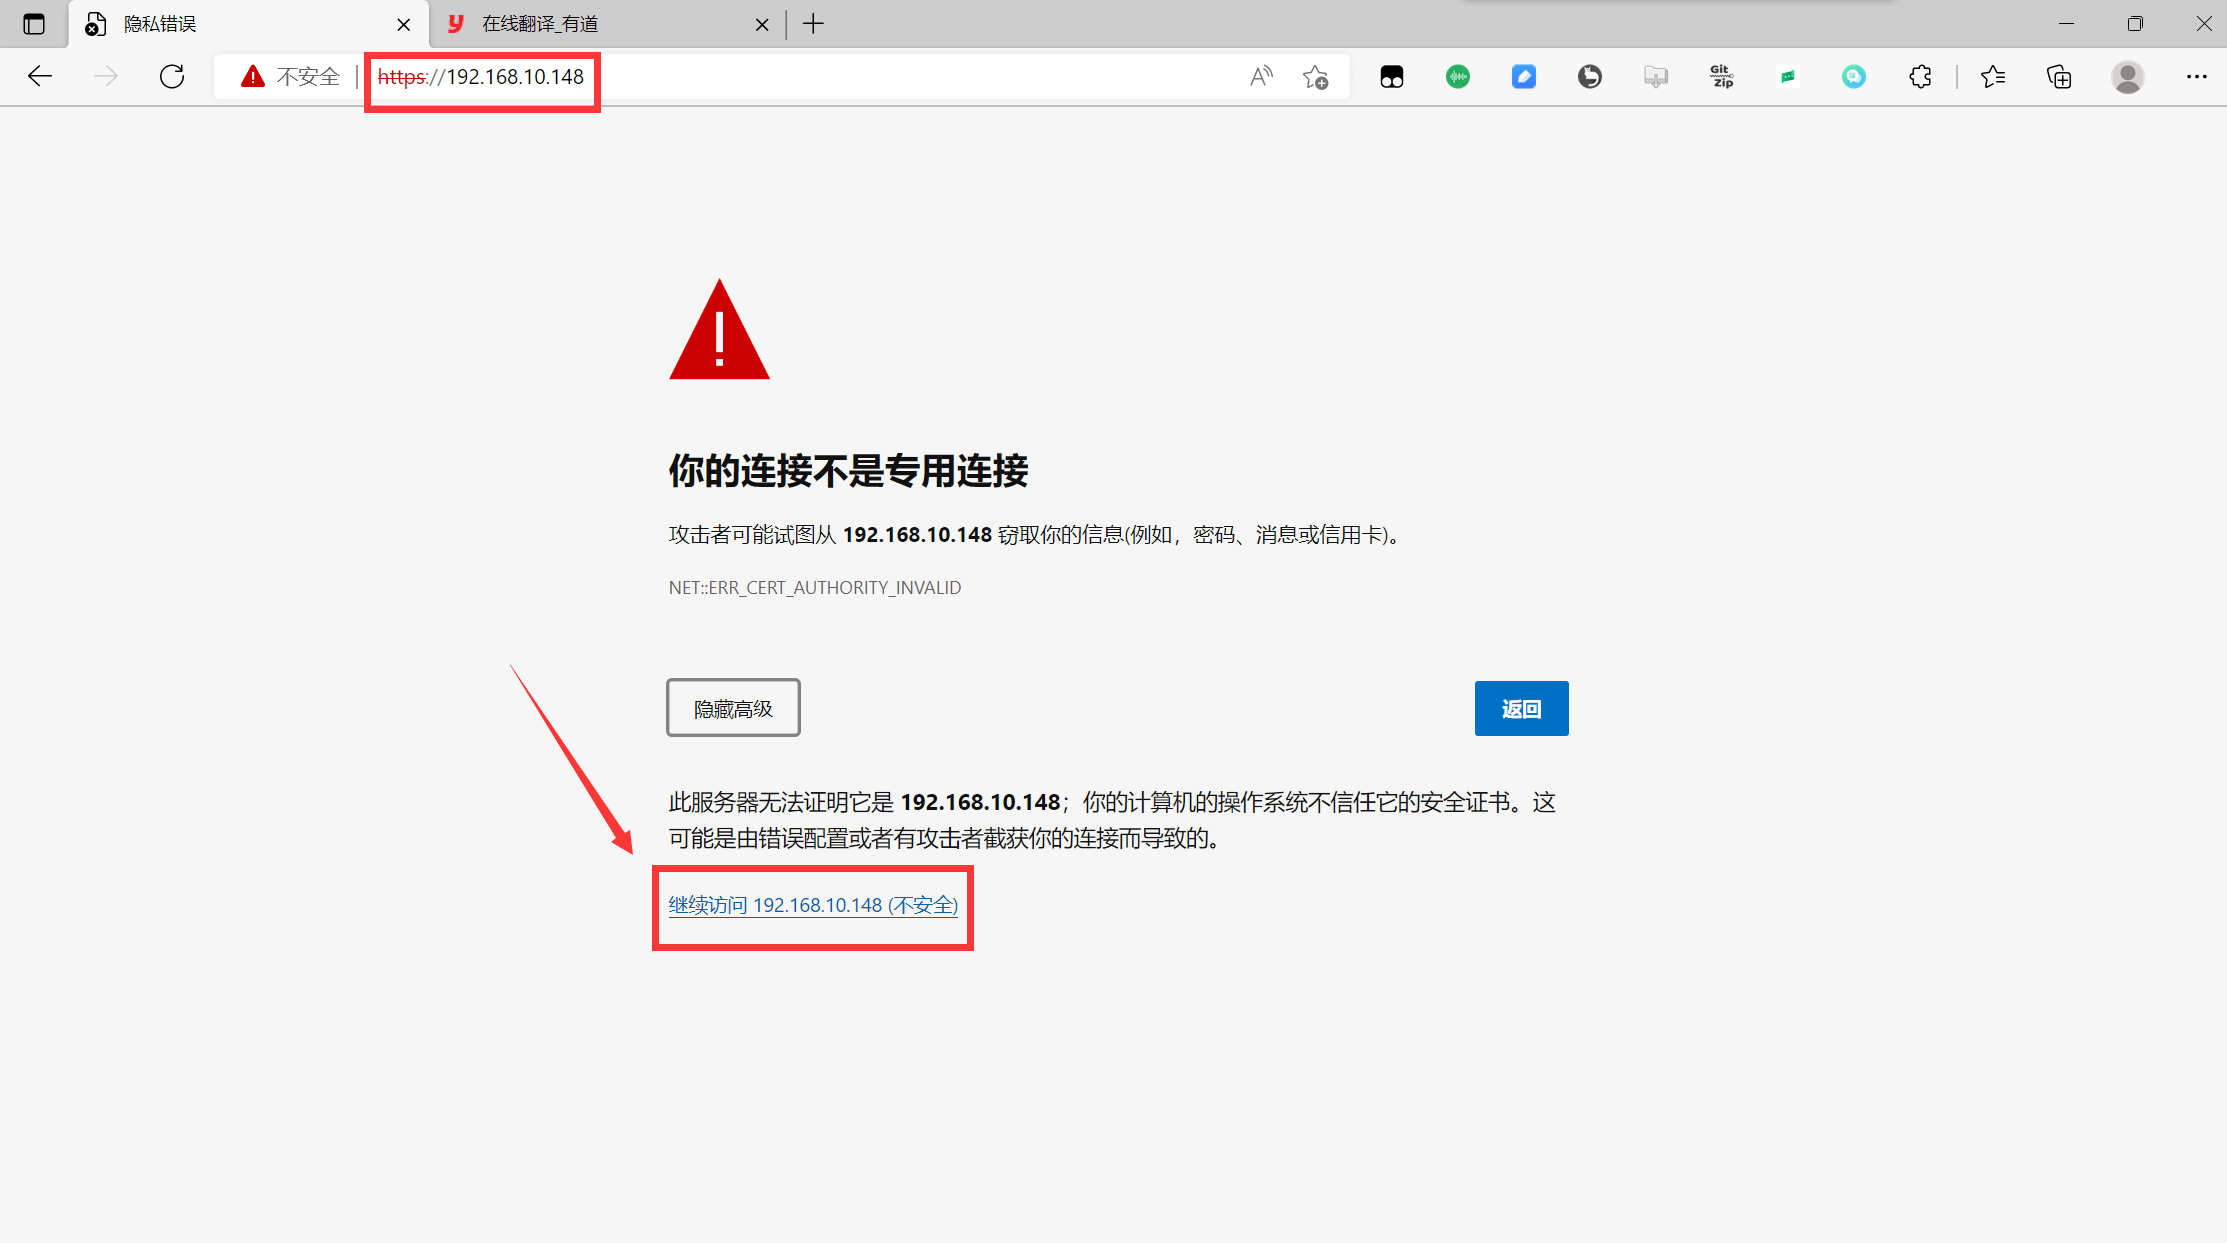 隐私错误
在线翻译_有道
不安全
https://192.168.10.148
Git
Zip
你的连接不是专用连接
攻击者可能试图从 192.168.10.148 窃取你的信息(例如，密码、消息或信用卡)。
NET::ERR_CERT_AUTHORITY_INVALID
隐藏高级
返回
此服务器无法证明它是 192.168.10.148；你的计算机的操作系统不信任它的安全证书。这
可能是由错误配置或者有攻击者截获你的连接而导致的。
继续访问 192.168.10.148 (不安全)